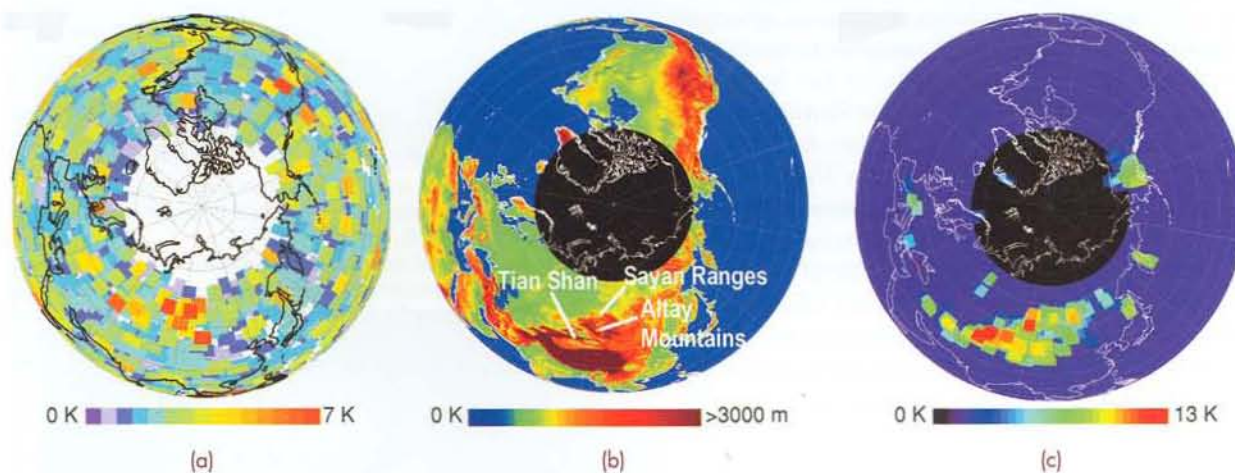 Tian Shan
Sayan Ranges
Altay
Mountains
0 K 7 K
0 K >3000 m
0 K 13 K
(a)
(b)
(c)